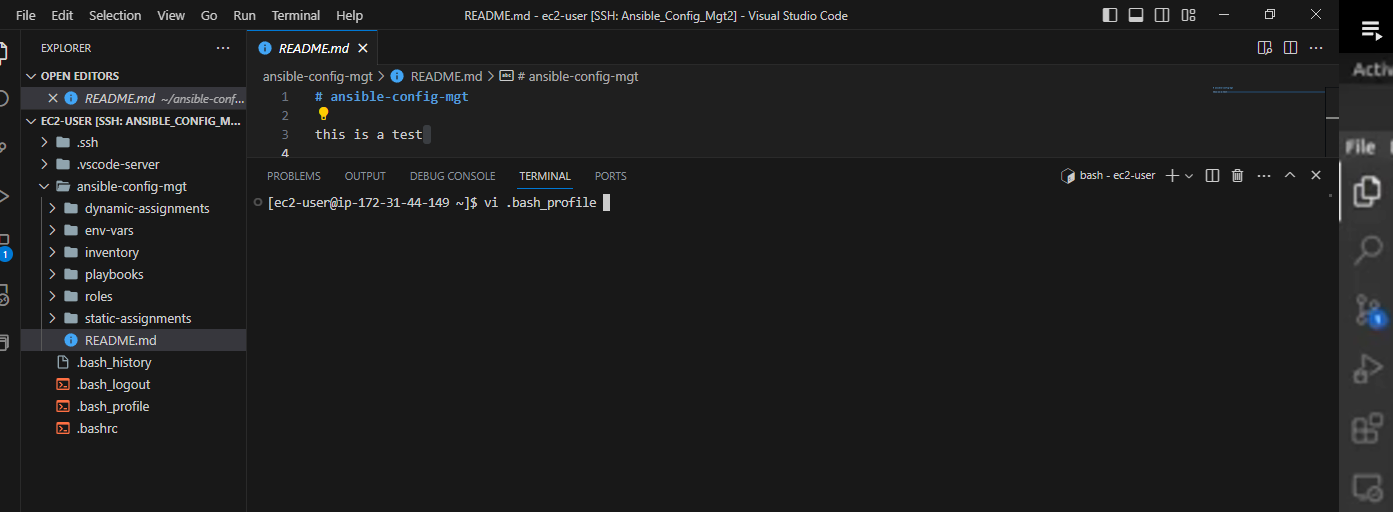 File Edit Selection View Go Run Terminal Help
README.md - ec2-user [SSH: Ansible_Config_Mgt2] - Visual Studio Code
EXPLORER ...
OPEN EDITORS
README.md ~/ansible-conf...
EC2-USER [SSH: ANSIBLE_CONFIG_M...
.ssh
.vscode-server
ansible-config-mgt
dynamic-assignments
env-vars
inventory
playbooks
roles
static-assignments
README.md
.bash_history
.bash_logout
.bash_profile
.bashrc
1
README.md
ansible-config-mgt > README.md > # ansible-config-mgt
1 # ansible-config-mgt
2
3 this is a test
4
PROBLEMS OUTPUT DEBUG CONSOLE TERMINAL PORTS
bash - ec2-user
[ec2-user@ip-172-31-44-149 ~]$ vi .bash_profile
Activ
File
1